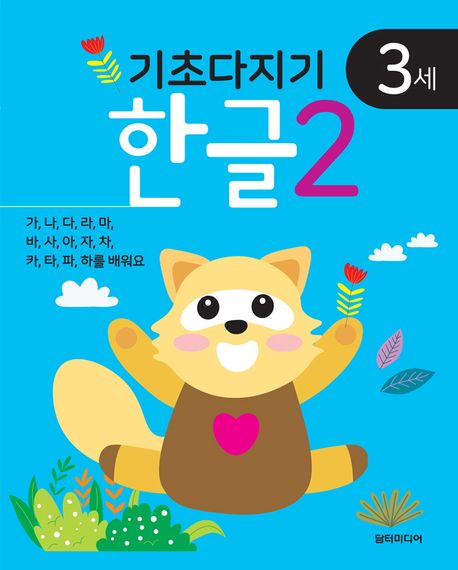 기초다지기
3세
한글2
가, 나, 다, 라, 마,
바, 사, 아, 자, 차,
카, 타, 파, 하를 배워요
담터미디어